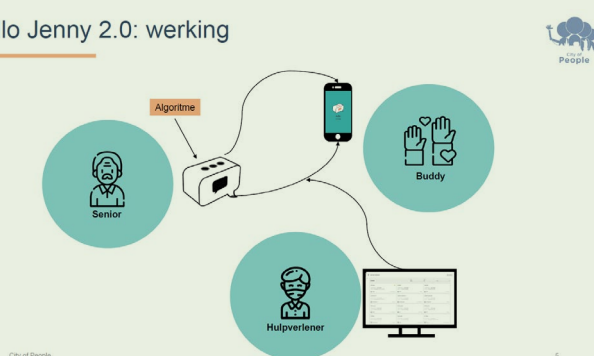 lo Jenny 2.0: werking
City of
People
Algoritme
Senior
Buddy
Hulpverlener
City of People